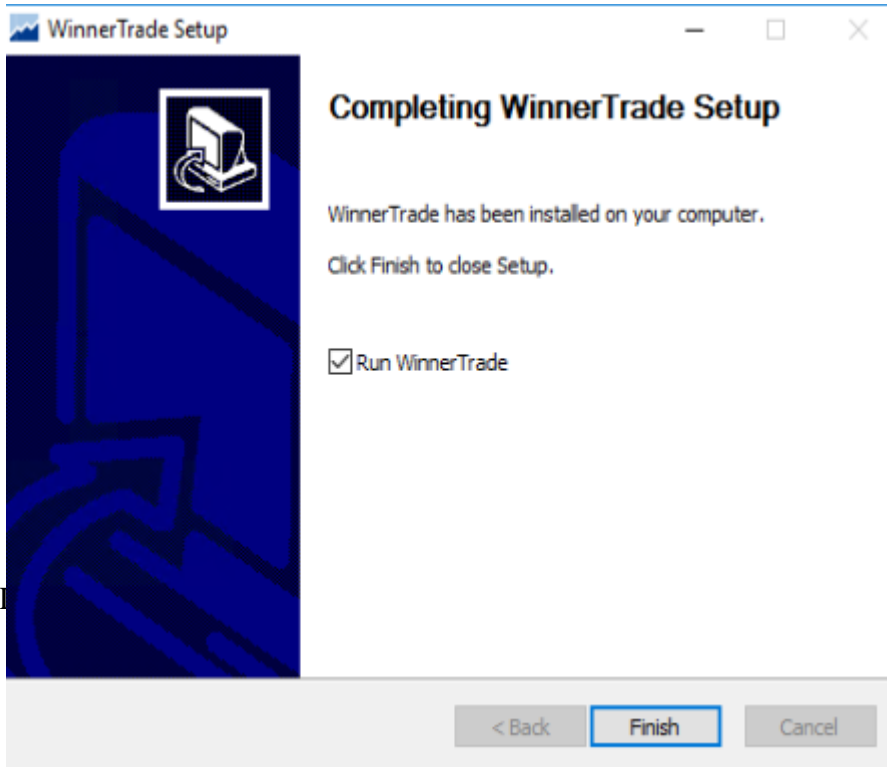 WinnerTrade Setup
Completing WinnerTrade Setup
WinnerTrade has been installed on your computer.
Click Finish to close Setup.
Run WinnerTrade
< Back Finish Cancel